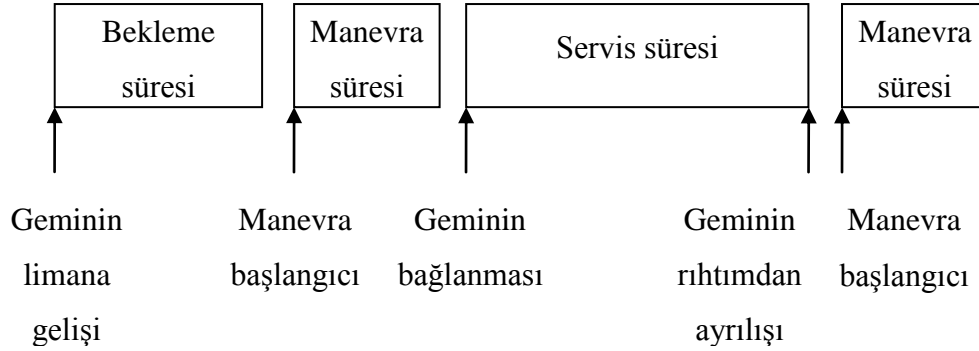 Bekleme
süresi
Manevra
süresi
Servis süresi
Manevra
süresi
Geminin
limana
gelişi
Manevra
başlangıcı
Geminin
bağlanması
Geminin
rıhtımdan
ayrılışı
Manevra
başlangıcı